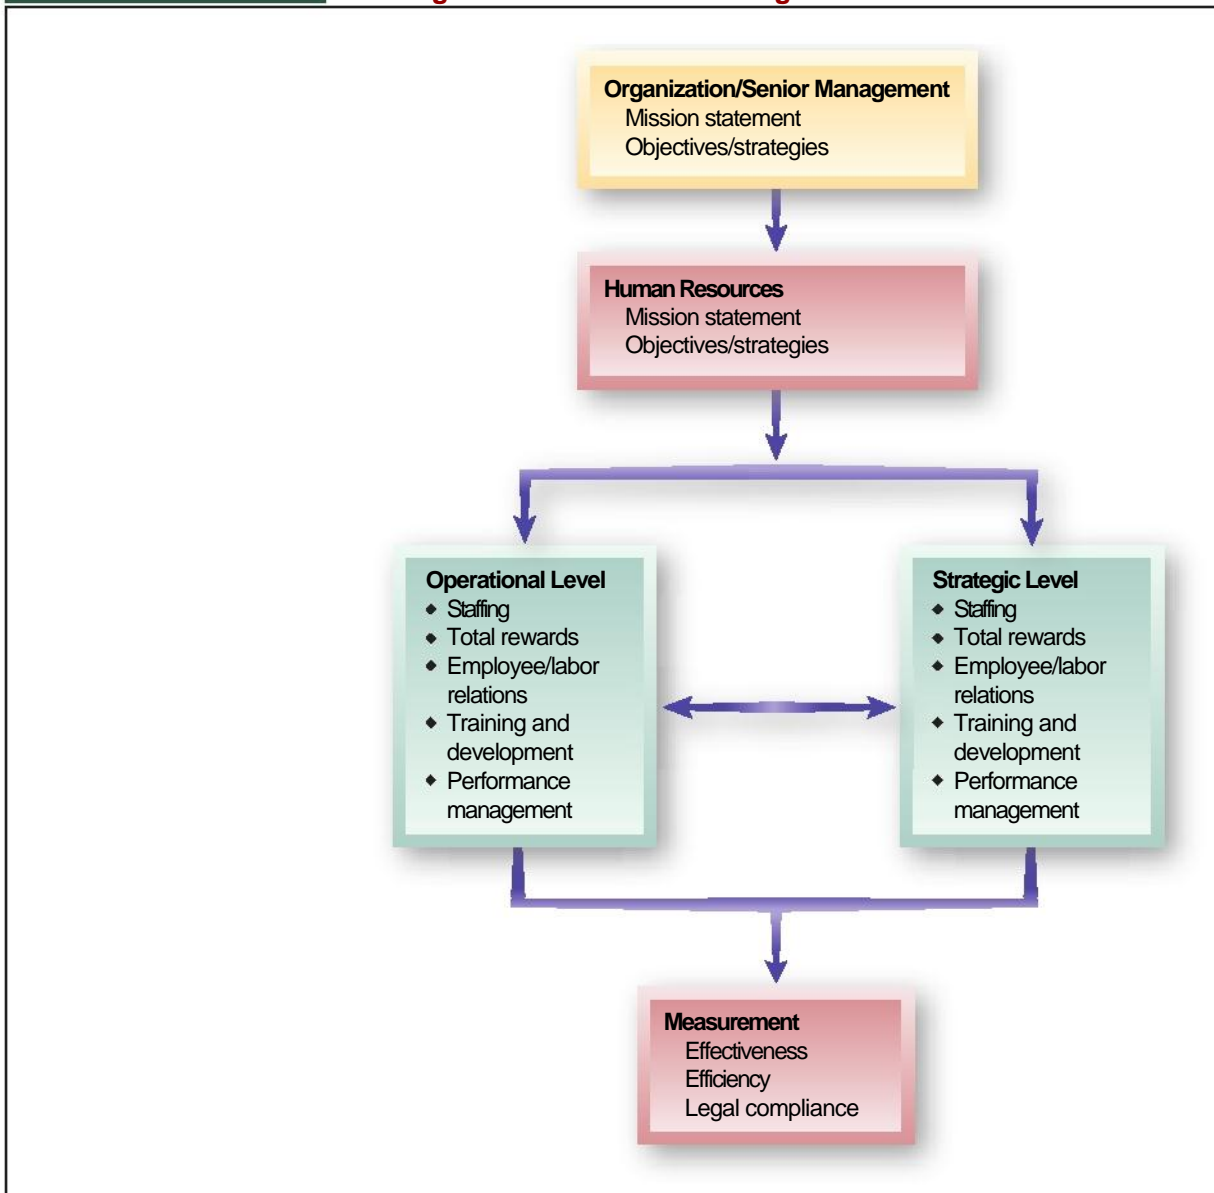 Organization/Senior Management
Mission statement
Objectives/strategies
Human Resources
Mission statement
Objectives/strategies
Operational Level
◆ Staffing
◆ Total rewards
◆ Employee/labor
relations
◆ Training and
development
◆ Performance
management
Strategic Level
◆ Staffing
◆ Total rewards
◆ Employee/labor
relations
◆ Training and
development
◆ Performance
management
Measurement
Effectiveness
Efficiency
Legal compliance